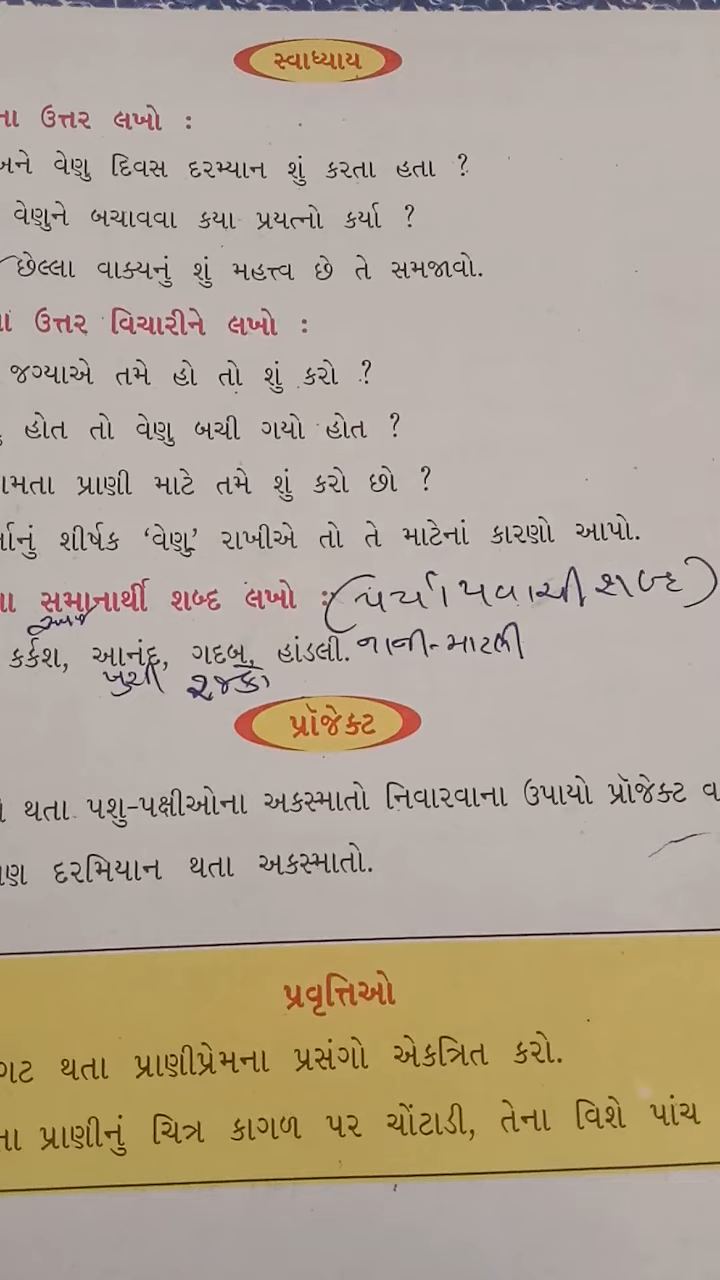 સ્વાધ્યાય
ના ઉત્તર લખો :
અને વેણુ દિવસ દરમ્યાન શું કરતા હતા ?
વેણુને બચાવવા કયા પ્રયત્નો કર્યા ?
છેલ્લા વાક્યનું શું મહત્ત્વ છે તે સમજાવો.
નાં ઉત્તર વિચારીને લખો :
જગ્યાએ તમે હો તો શું કરો ?
હોત તો વેણુ બચી ગયો હોત ?
ગમતા પ્રાણી માટે તમે શું કરો છો ?
ર્તાનું શીર્ષક ‘વેણુ’ રાખીએ તો તે માટેનાં કારણો આપો.
ના સમાનાર્થી શબ્દ લખો : (પર્યાયવાચી શબ્દ)
કર્કશ, આનંદ, ગદબ, હાંડલી. નાની-માટલી
ખુશી રજકો
પ્રૉજેક્ટ
થતા પશુ-પક્ષીઓના અકસ્માતો નિવારવાના ઉપાયો પ્રૉજેક્ટ વ
ણ દરમિયાન થતા અકસ્માતો.
પ્રવૃત્તિઓ
ગટ થતા પ્રાણીપ્રેમના પ્રસંગો એકત્રિત કરો.
તા પ્રાણીનું ચિત્ર કાગળ પર ચોંટાડી, તેના વિશે પાંચ